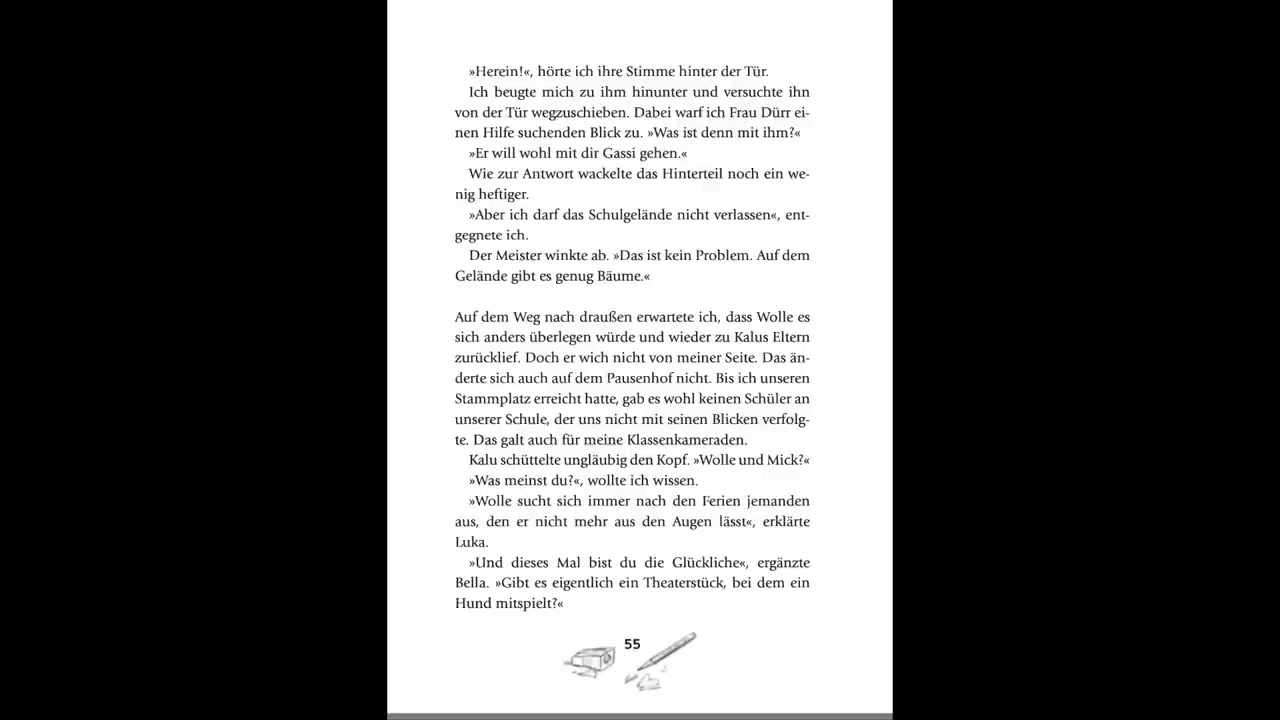 »Herein!«, hörte ich ihre Stimme hinter der Tür.
Ich beugte mich zu ihm hinunter und versuchte ihn
von der Tür wegzuschieben. Dabei warf ich Frau Dürr ei-
nen Hilfe suchenden Blick zu. »Was ist denn mit ihm?«
»Er will wohl mit dir Gassi gehen.«
Wie zur Antwort wackelte das Hinterteil noch ein we-
nig heftiger.
»Aber ich darf das Schulgelände nicht verlassen«, ent-
gegnete ich.
Der Meister winkte ab. »Das ist kein Problem. Auf dem
Gelände gibt es genug Bäume.«
Auf dem Weg nach draußen erwartete ich, dass Wolle es
sich anders überlegen würde und wieder zu Kalus Eltern
zurücklief. Doch er wich nicht von meiner Seite. Das än-
derte sich auch auf dem Pausenhof nicht. Bis ich unseren
Stammplatz erreicht hatte, gab es wohl keinen Schüler an
unserer Schule, der uns nicht mit seinen Blicken verfolg-
te. Das galt auch für meine Klassenkameraden.
Kalu schüttelte ungläubig den Kopf. »Wolle und Mick?«
»Was meinst du?«, wollte ich wissen.
»Wolle sucht sich immer nach den Ferien jemanden
aus, den er nicht mehr aus den Augen lässt«, erklärte
Luka.
»Und dieses Mal bist du die Glückliche«, ergänzte
Bella. »Gibt es eigentlich ein Theaterstück, bei dem ein
Hund mitspielt?«
55